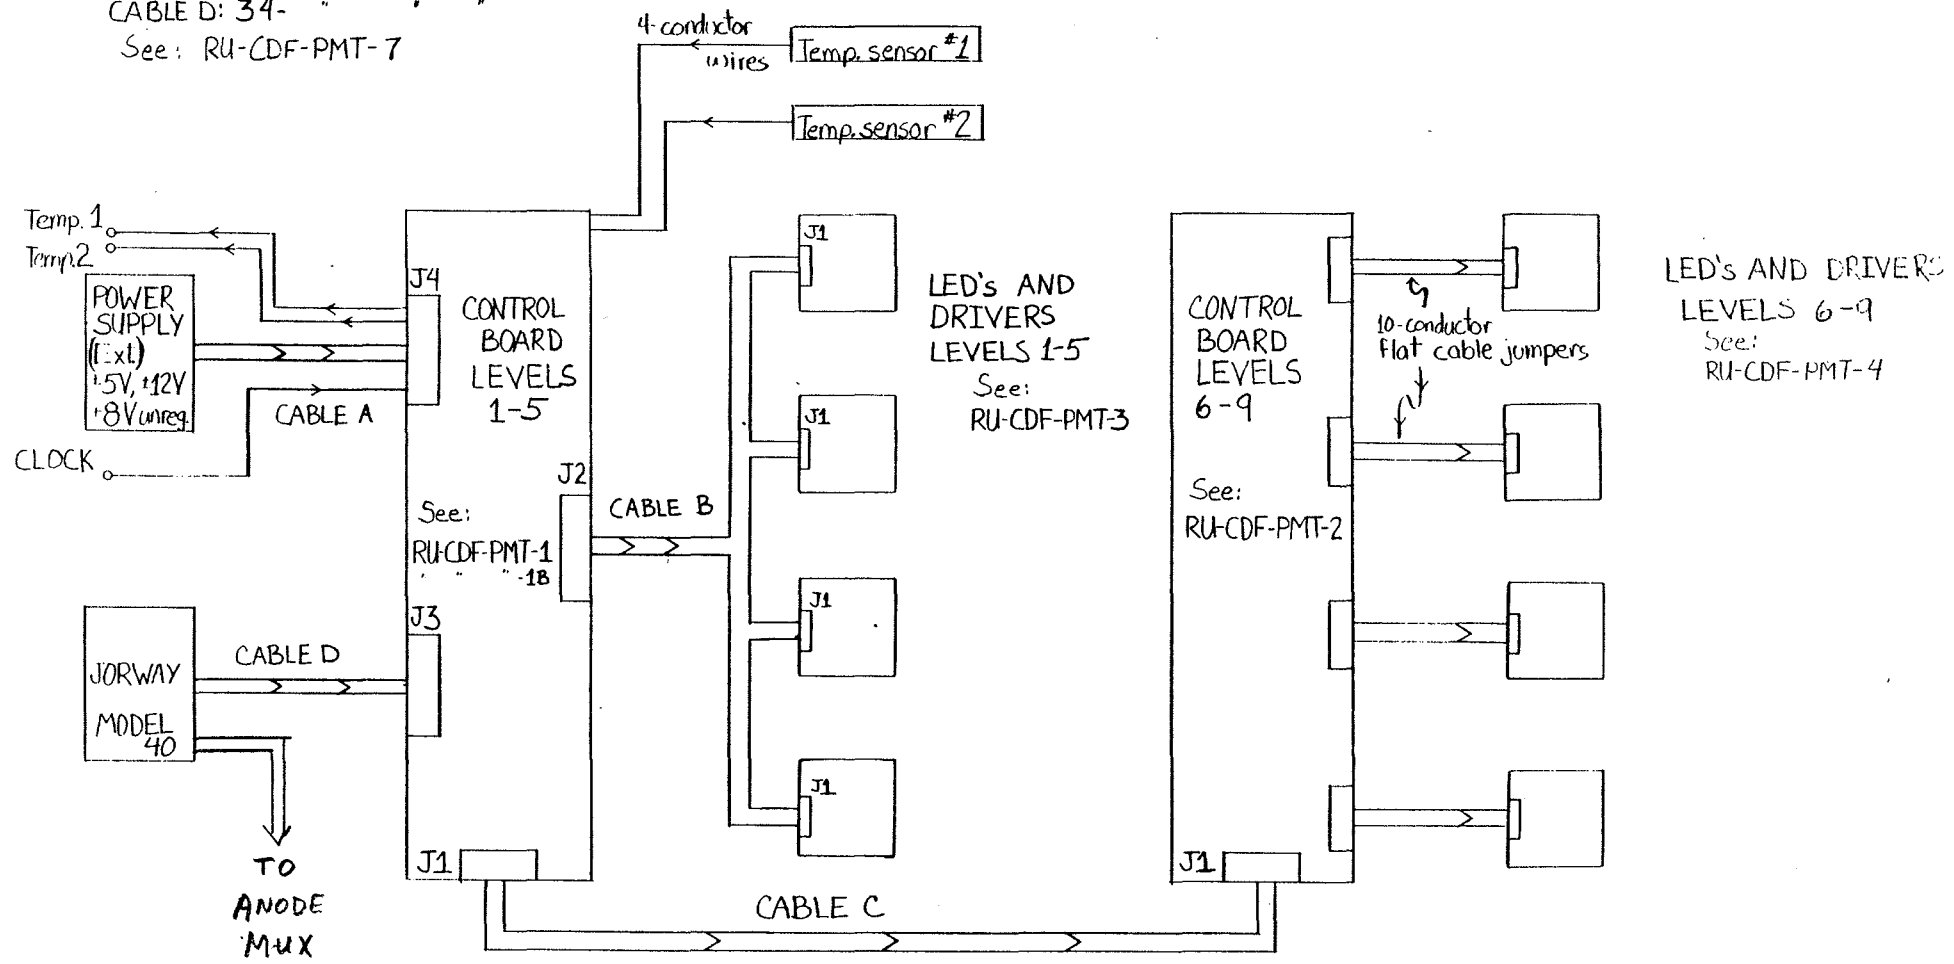 CABLE D: 34- " " "
See: RU-CDF-PMT-7
4-conductor
wires
Temp. sensor #1
Temp. sensor #2
Temp. 1
Temp. 2
POWER
SUPPLY
(Ext.)
±5V, ±12V
+8V unreg.
CABLE A
CLOCK
J4
CONTROL
BOARD
LEVELS
1-5
See:
RU-CDF-PMT-1
" " " -1B
J2
CABLE B
J3
JORWAY
MODEL
40
CABLE D
TO
ANODE
MUX
J1
J1
J1
J1
J1
LED's AND
DRIVERS
LEVELS 1-5
See:
RU-CDF-PMT-3
CABLE C
CONTROL
BOARD
LEVELS
6-9
See:
RU-CDF-PMT-2
J1
10-conductor
flat cable jumpers
LED's AND DRIVERS
LEVELS 6-9
See:
RU-CDF-PMT-4